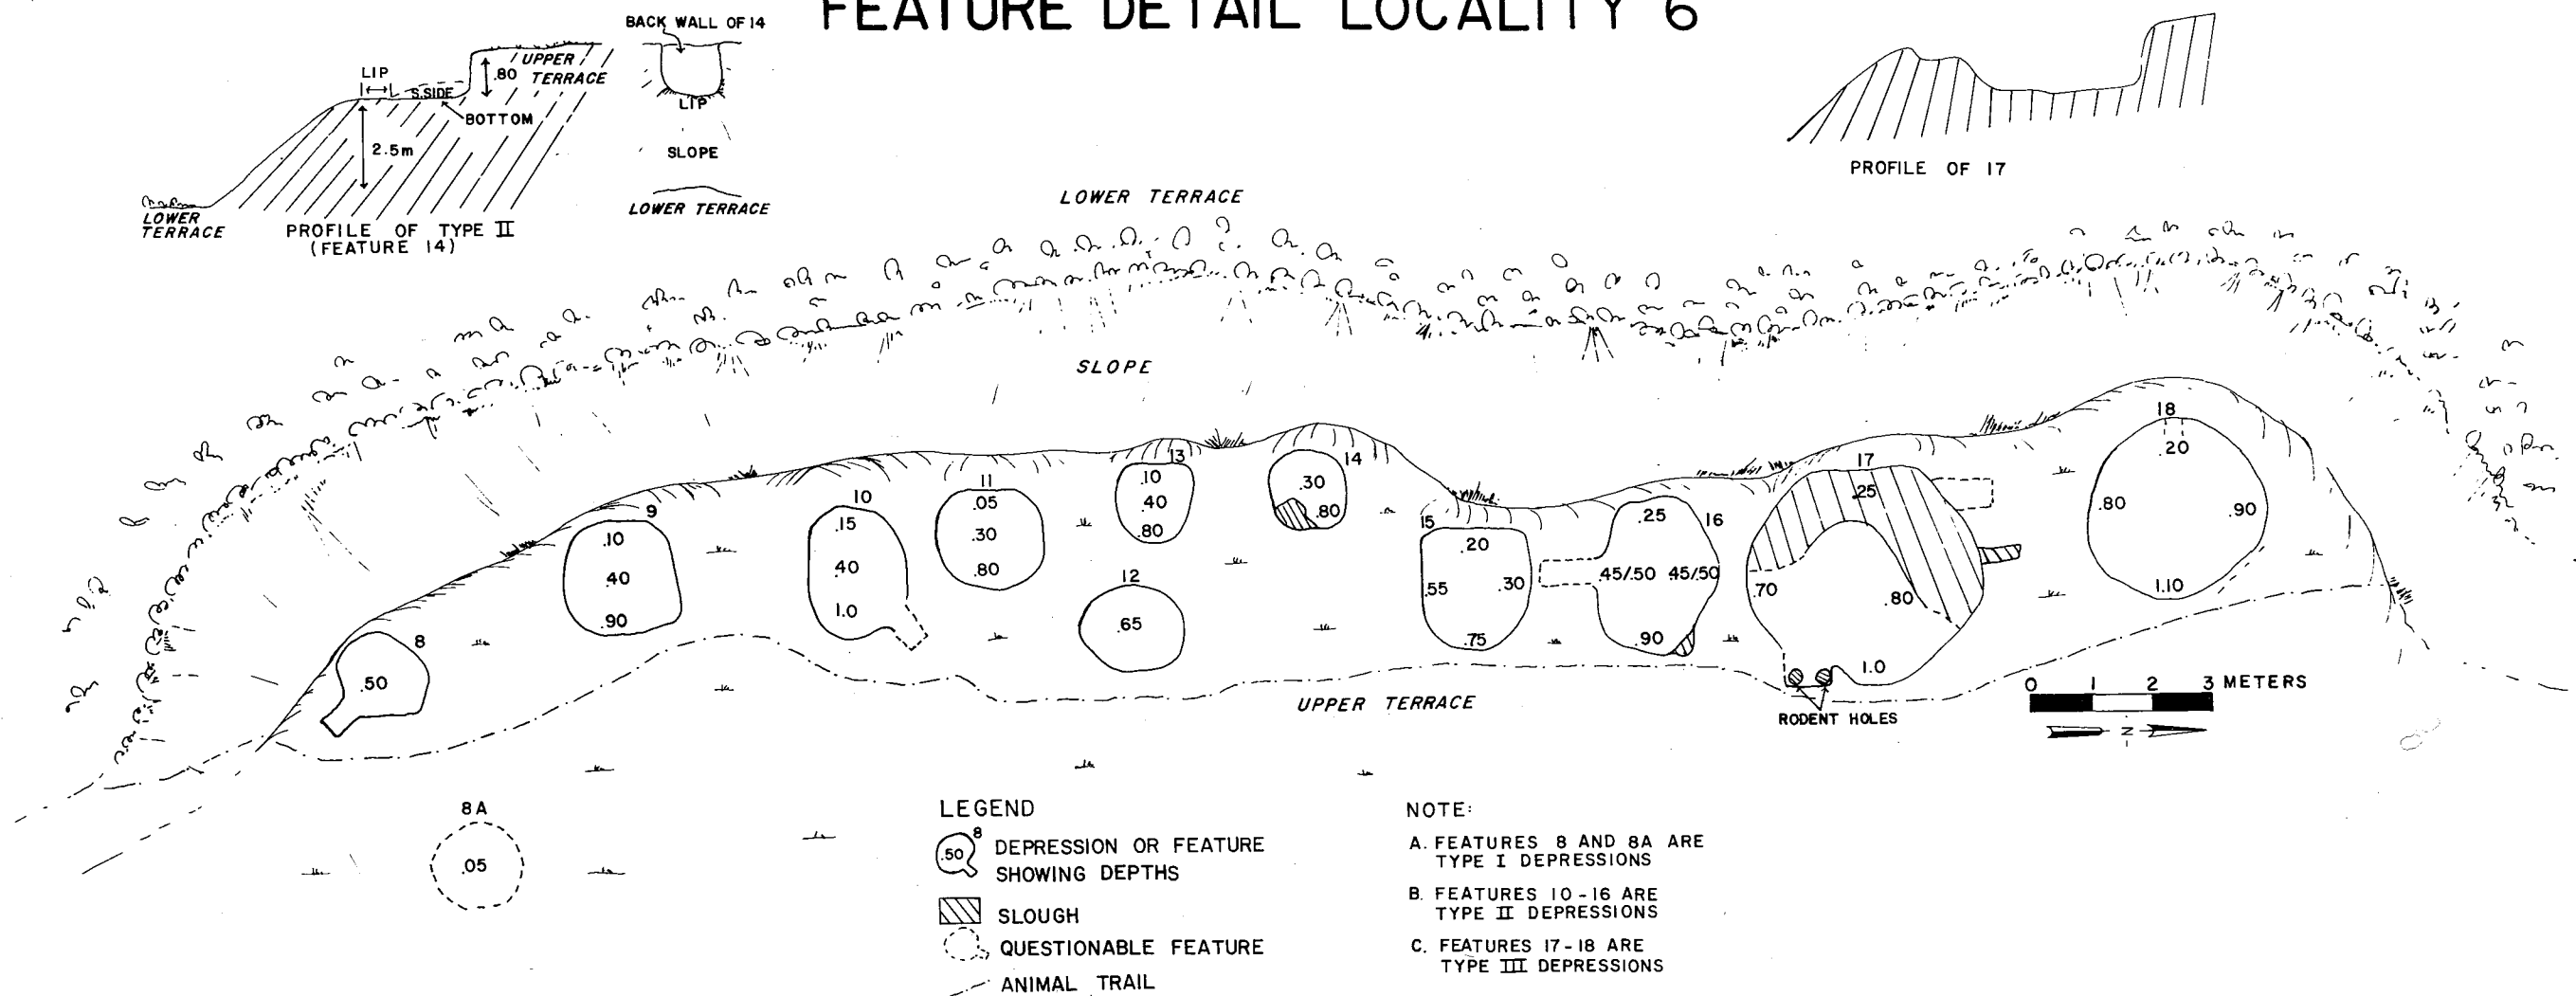 FEATURE DETAIL LOCALITY 6
BACK WALL OF 14
UPPER
TERRACE
.80
LIP
S.SIDE
BOTTOM
2.5m
LOWER
TERRACE
PROFILE OF TYPE II
(FEATURE 14)
LIP
SLOPE
LOWER TERRACE
PROFILE OF 17
LOWER TERRACE
SLOPE
8
.50
9
.10
.40
.90
10
.15
.40
1.0
11
.05
.30
.80
12
.65
13
.10
.40
.80
14
.30
.80
15
.20
.55
.30
.75
16
.25
.45/.50
.45/.50
.90
17
.25
.70
.80
1.0
18
.20
.80
.90
1.10
UPPER TERRACE
RODENT HOLES
0 1 2 3 METERS
N
8A
.05
LEGEND
8
.50
DEPRESSION OR FEATURE
SHOWING DEPTHS
SLOUGH
QUESTIONABLE FEATURE
ANIMAL TRAIL
NOTE:
A. FEATURES 8 AND 8A ARE
TYPE I DEPRESSIONS
B. FEATURES 10-16 ARE
TYPE II DEPRESSIONS
C. FEATURES 17-18 ARE
TYPE III DEPRESSIONS